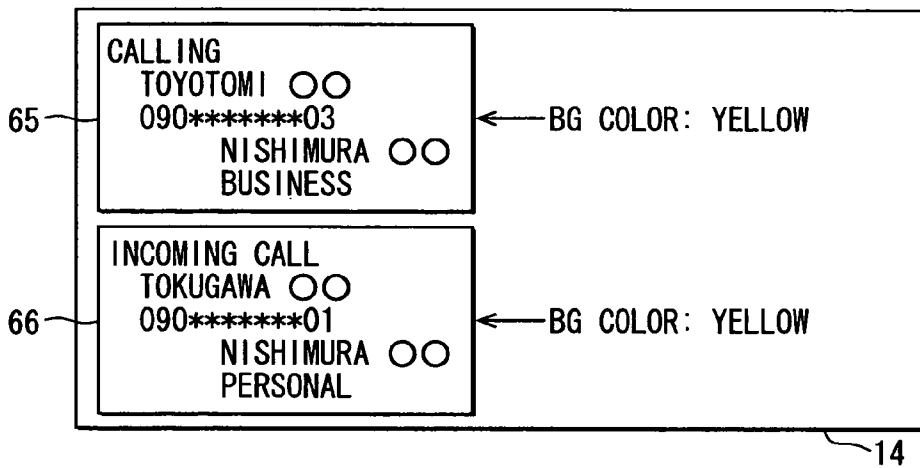 CALLING
TOYOTOMI ○○
65
090*******03
BG COLOR: YELLOW
NISHIMURA ○○
BUSINESS
INCOMING CALL
TOKUGAWA ○○
66
090*******01
BG COLOR: YELLOW
NISHIMURA ○○
PERSONAL
14